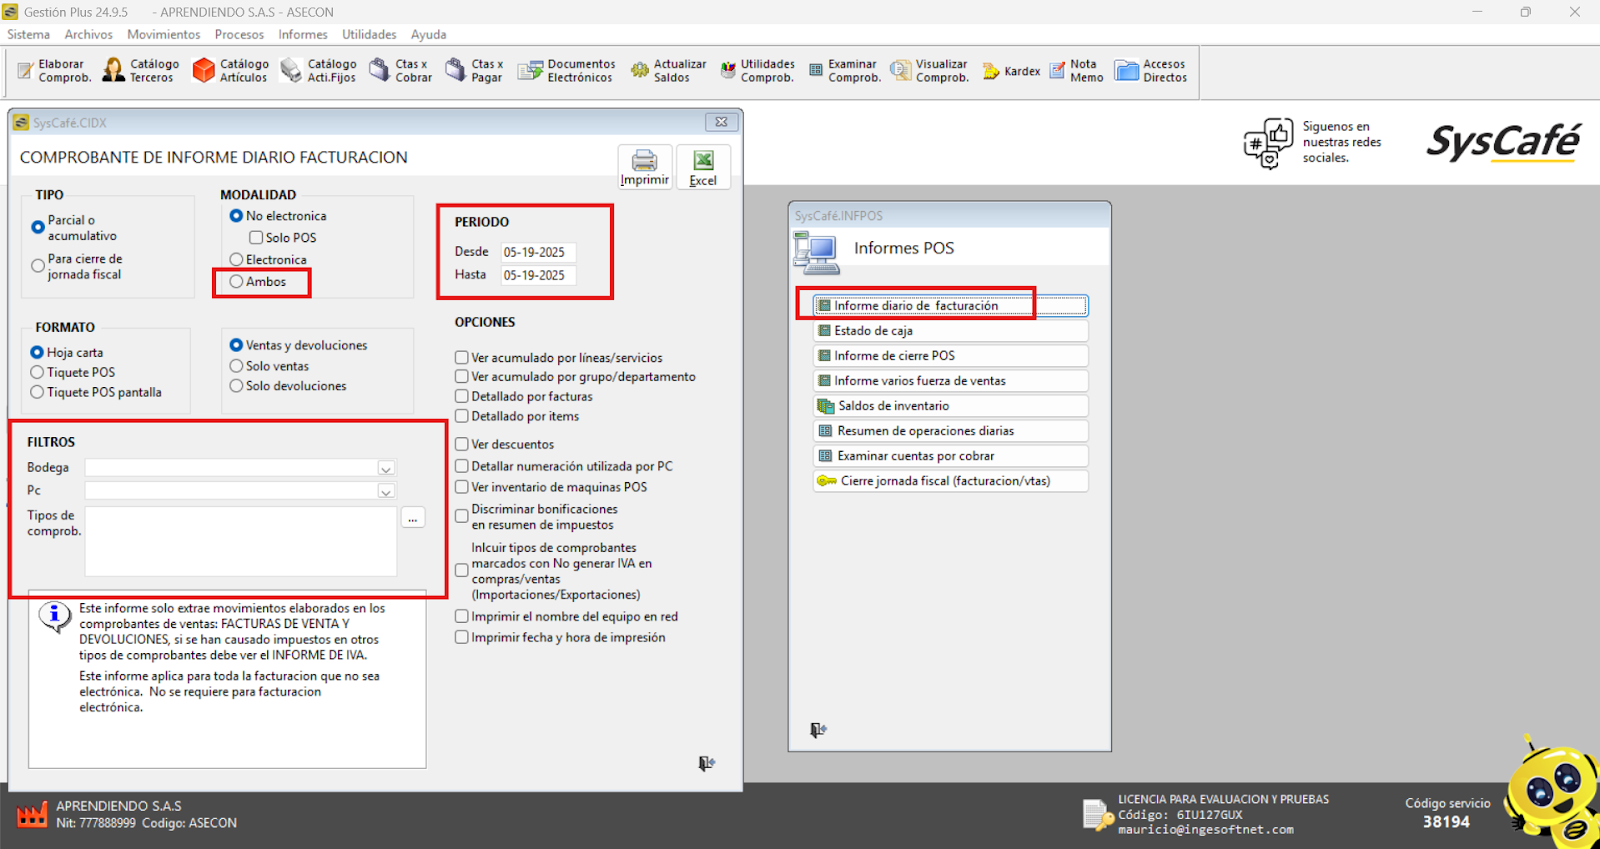 Gestión Plus 24.9.5 - APRENDIENDO S.A.S - ASECON
Sistema Archivos Movimientos Procesos Informes Utilidades Ayuda
Elaborar Comprob.
Catálogo Terceros
Catálogo Artículos
Catálogo Acti.Fijos
Ctas x Cobrar
Ctas x Pagar
Documentos Electrónicos
Actualizar Saldos
Utilidades Comprob.
Examinar Comprob.
Visualizar Comprob.
Kardex
Nota Memo
Accesos Directos
Siguenos en
nuestras redes
sociales.
SysCafé
SysCafé.CIDX
COMPROBANTE DE INFORME DIARIO FACTURACION
Imprimir
Excel
TIPO
Parcial o
acumulativo
Para cierre de
jornada fiscal
MODALIDAD
No electronica
Solo POS
Electronica
Ambos
PERIODO
Desde 05-19-2025
Hasta 05-19-2025
FORMATO
Hoja carta
Tiquete POS
Tiquete POS pantalla
Ventas y devoluciones
Solo ventas
Solo devoluciones
OPCIONES
Ver acumulado por líneas/servicios
Ver acumulado por grupo/departamento
Detallado por facturas
Detallado por items
Ver descuentos
Detallar numeración utilizada por PC
Ver inventario de maquinas POS
Discriminar bonificaciones
en resumen de impuestos
Inlcuir tipos de comprobantes
marcados con No generar IVA en
compras/ventas
(Importaciones/Exportaciones)
Imprimir el nombre del equipo en red
Imprimir fecha y hora de impresión
FILTROS
Bodega
Pc
Tipos de
comprob.
...
Este informe solo extrae movimientos elaborados en los
comprobantes de ventas: FACTURAS DE VENTA Y
DEVOLUCIONES, si se han causado impuestos en otros
tipos de comprobantes debe ver el INFORME DE IVA.
Este informe aplica para toda la facturacion que no sea
electrónica. No se requiere para facturacion
electrónica.
SysCafé.INFPOS
Informes POS
Informe diario de facturación
Estado de caja
Informe de cierre POS
Informe varios fuerza de ventas
Saldos de inventario
Resumen de operaciones diarias
Examinar cuentas por cobrar
Cierre jornada fiscal (facturacion/vtas)
APRENDIENDO S.A.S
Nit: 777888999 Codigo: ASECON
LICENCIA PARA EVALUACION Y PRUEBAS
Código: 6IU127GUX
mauricio@ingesoftnet.com
Código servicio
38194